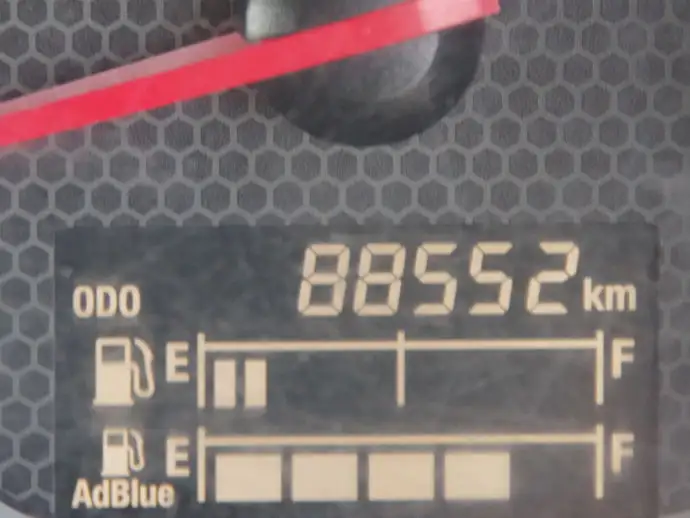 ODO 88552 km
E F
E F
AdBlue